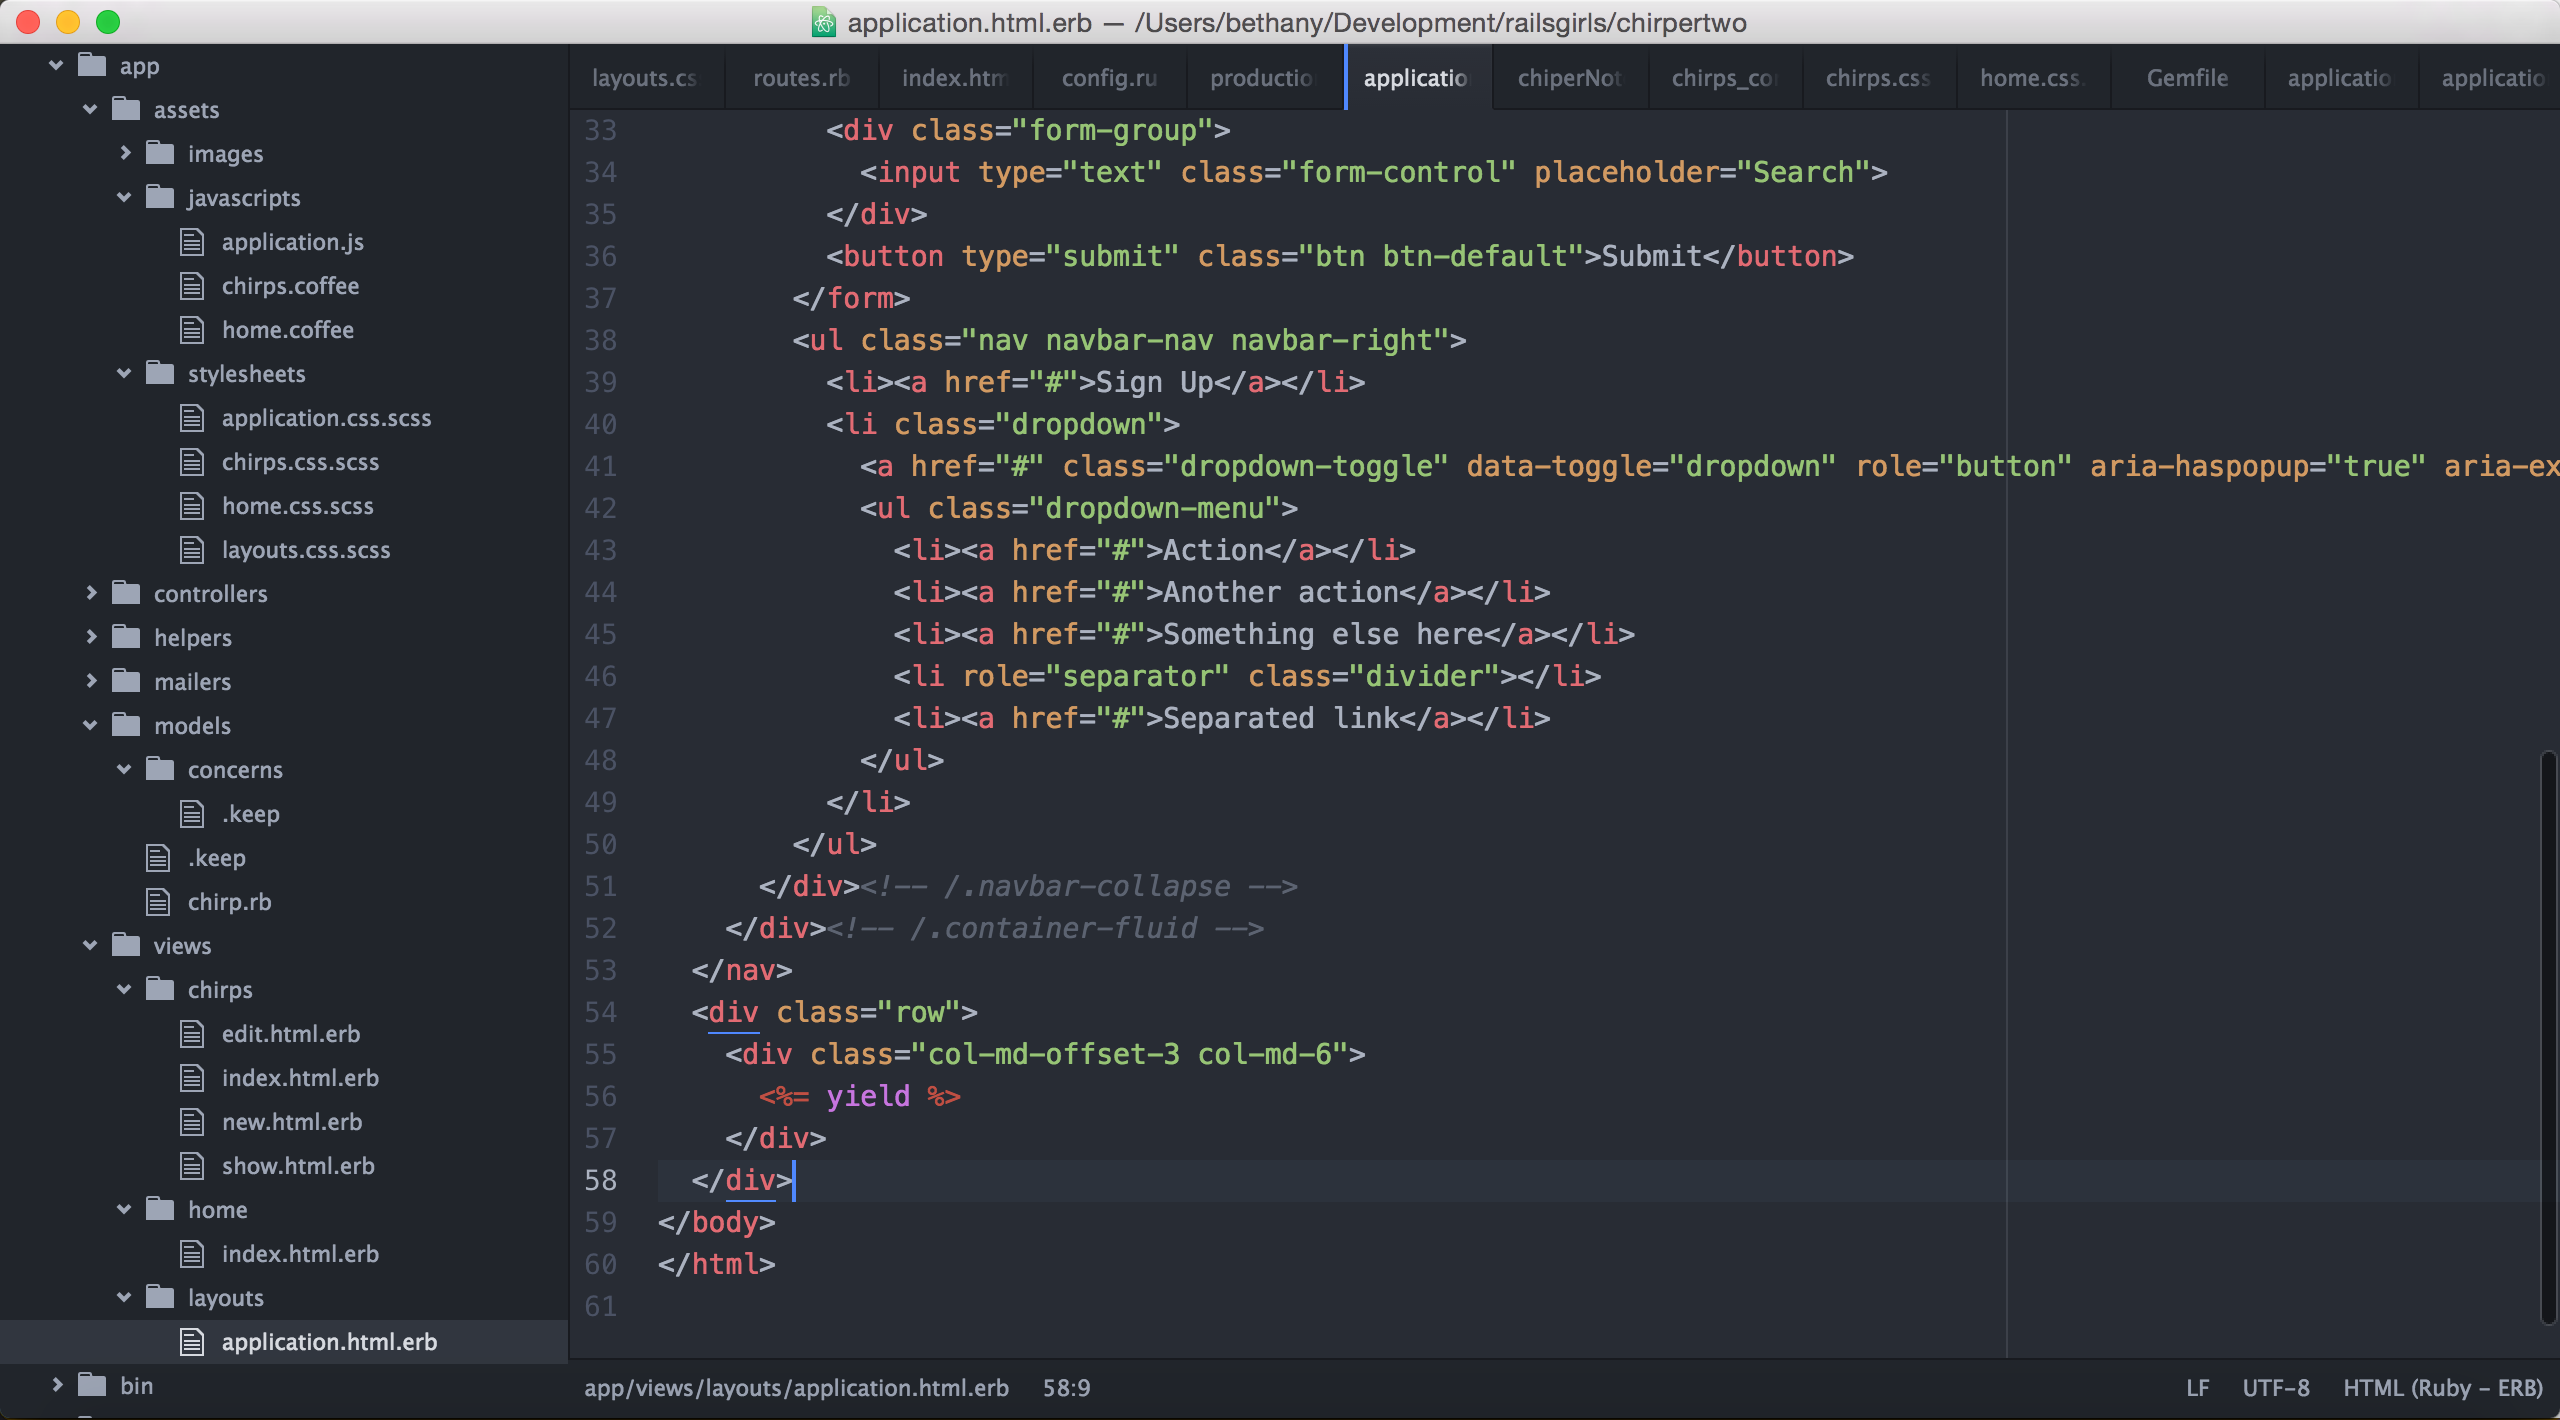 application.html.erb — /Users/bethany/Development/railsgirls/chirpertwo
app
assets
images
javascripts
application.js
chirps.coffee
home.coffee
stylesheets
application.css.scss
chirps.css.scss
home.css.scss
layouts.css.scss
controllers
helpers
mailers
models
concerns
.keep
.keep
chirp.rb
views
chirps
edit.html.erb
index.html.erb
new.html.erb
show.html.erb
home
index.html.erb
layouts
application.html.erb
bin
layouts.cs routes.rb index.htm config.ru productio applicatio chiperNot chirps_co chirps.css home.css. Gemfile applicatio applicatio
33 <div class="form-group">
34 <input type="text" class="form-control" placeholder="Search">
35 </div>
36 <button type="submit" class="btn btn-default">Submit</button>
37 </form>
38 <ul class="nav navbar-nav navbar-right">
39 <li><a href="#">Sign Up</a></li>
40 <li class="dropdown">
41 <a href="#" class="dropdown-toggle" data-toggle="dropdown" role="button" aria-haspopup="true" aria-ex
42 <ul class="dropdown-menu">
43 <li><a href="#">Action</a></li>
44 <li><a href="#">Another action</a></li>
45 <li><a href="#">Something else here</a></li>
46 <li role="separator" class="divider"></li>
47 <li><a href="#">Separated link</a></li>
48 </ul>
49 </li>
50 </ul>
51 </div><!-- /.navbar-collapse -->
52 </div><!-- /.container-fluid -->
53 </nav>
54 <div class="row">
55 <div class="col-md-offset-3 col-md-6">
56 <%= yield %>
57 </div>
58 </div>
59 </body>
60 </html>
61
app/views/layouts/application.html.erb 58:9 LF UTF-8 HTML (Ruby - ERB)